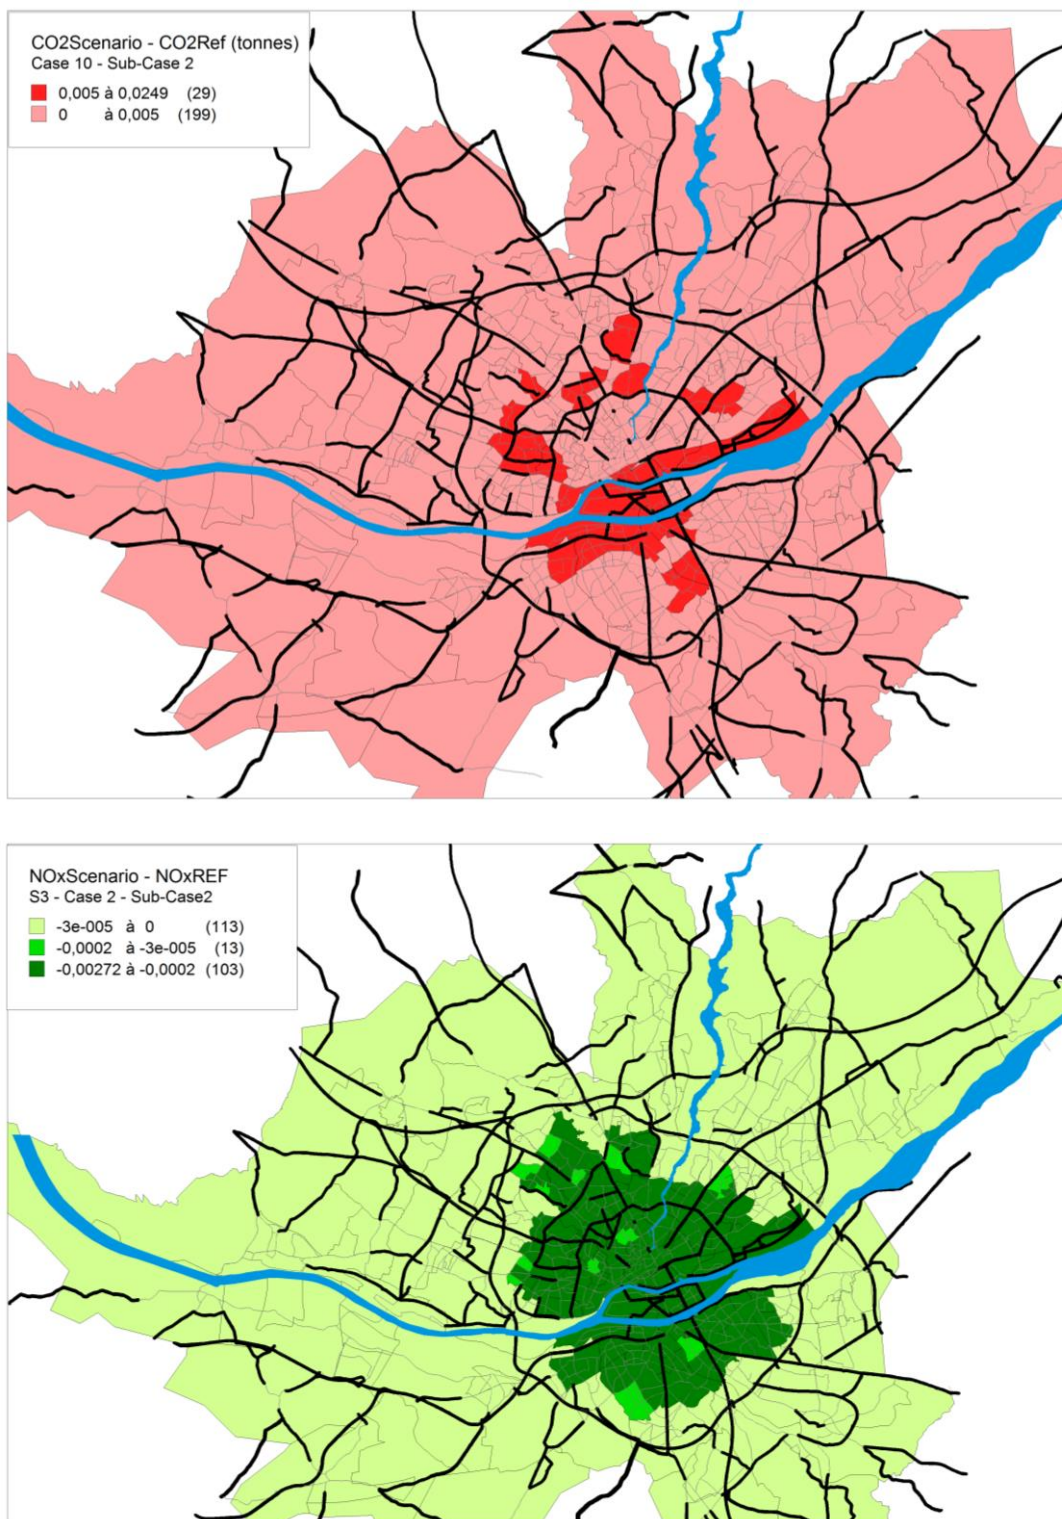 CO2Scenario - CO2Ref (tonnes)
Case 10 - Sub-Case 2
0,005 à 0,0249 (29)
0 à 0,005 (199)
NOxScenario - NOxREF
S3 - Case 2 - Sub-Case2
-3e-005 à 0 (113)
-0,0002 à -3e-005 (13)
-0,00272 à -0,0002 (103)